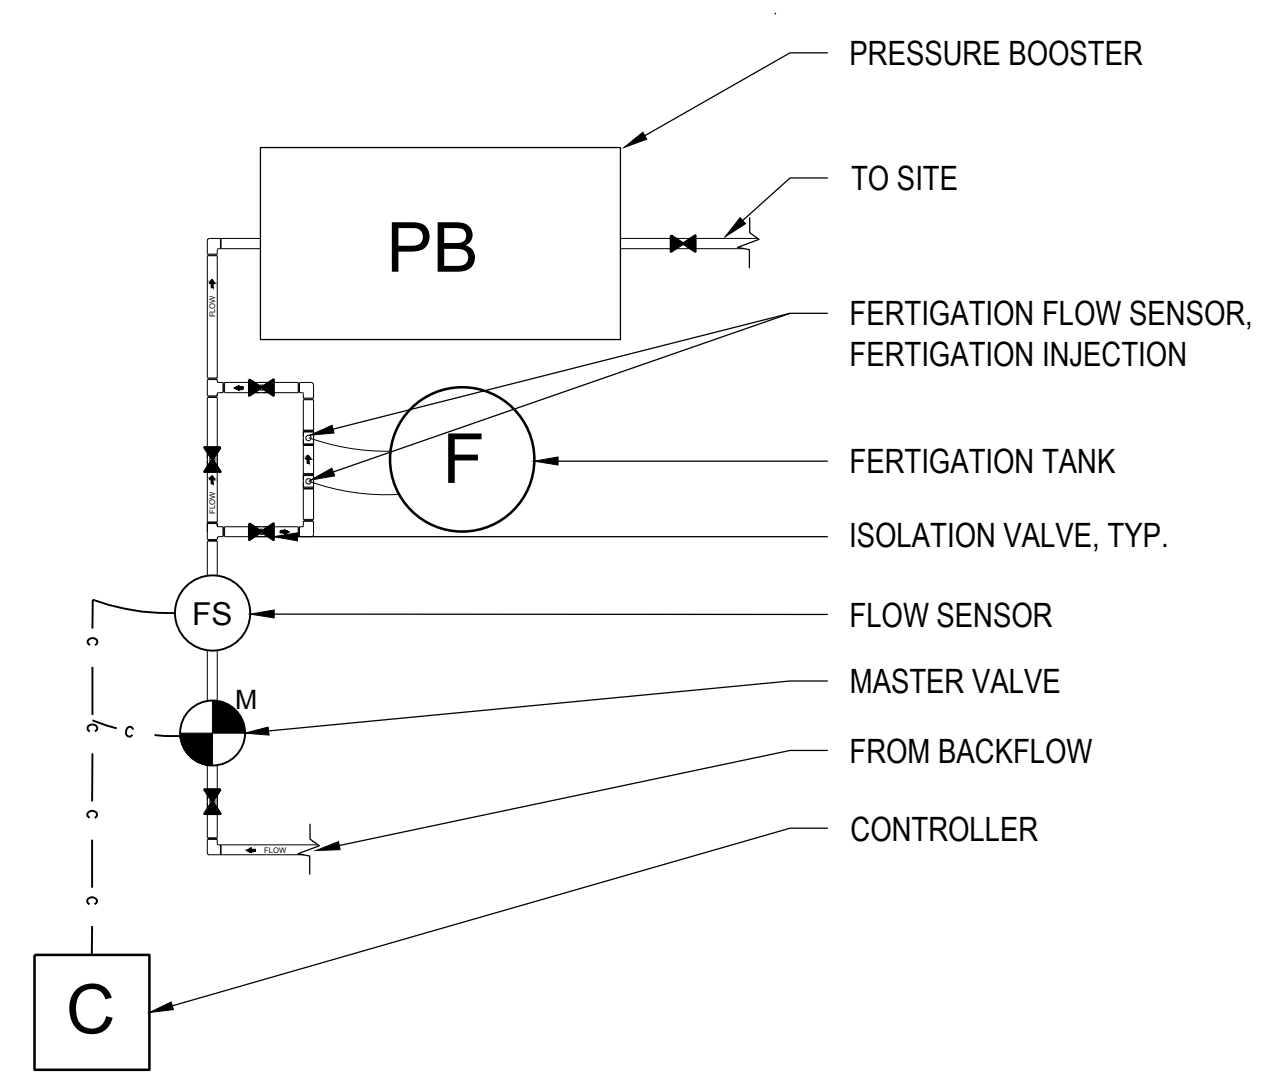 PRESSURE BOOSTER
TO SITE
PB
FLOW
FERTIGATION FLOW SENSOR,
FERTIGATION INJECTION
F
FERTIGATION TANK
FLOW
ISOLATION VALVE, TYP.
FS
FLOW SENSOR
C
MASTER VALVE
M
C
C
FROM BACKFLOW
C
CONTROLLER
FLOW
C
C